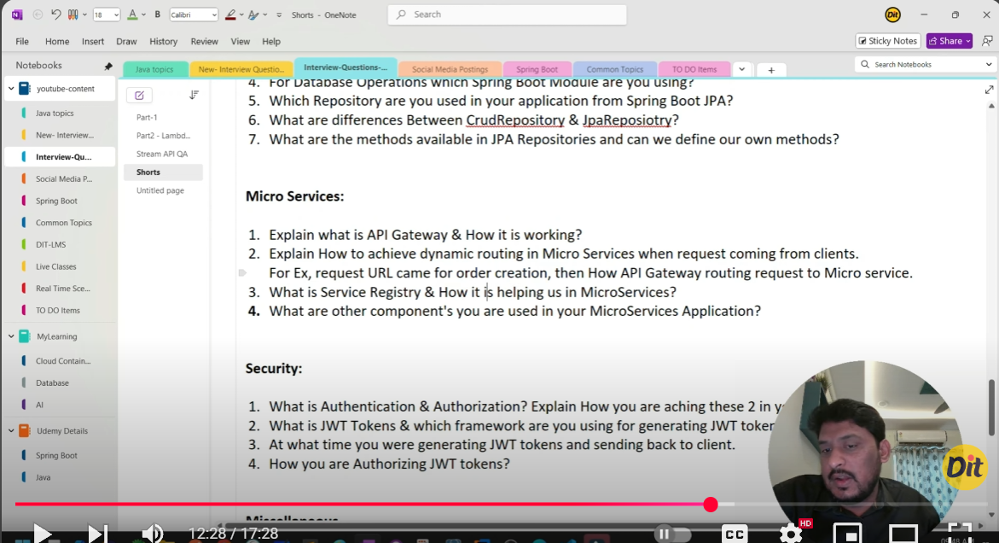 18
B
Calibri
Shorts - OneNote
Search
Dit
File Home Insert Draw History Review View Help
Sticky Notes
Share
Notebooks
Java topics
New- Interview Questio...
Interview-Questions-...
Social Media Postings
Spring Boot
Common Topics
TO DO Items
+
Search Notebooks
youtube-content
Java topics
New- Interview...
Interview-Qu...
Social Media P...
Spring Boot
Common Topics
DIT-LMS
Live Classes
Real Time Sce...
TO DO Items
MyLearning
Cloud Contain...
Database
AI
Udemy Details
Spring Boot
Java
Part-1
Part2 - Lambd...
Stream API QA
Shorts
Untitled page
4. For Database Operations which Spring Boot Module are you using?
5. Which Repository are you used in your application from Spring Boot JPA?
6. What are differences Between CrudRepository & JpaReposiotry?
7. What are the methods available in JPA Repositories and can we define our own methods?
Micro Services:
1. Explain what is API Gateway & How it is working?
2. Explain How to achieve dynamic routing in Micro Services when request coming from clients.
For Ex, request URL came for order creation, then How API Gateway routing request to Micro service.
3. What is Service Registry & How it is helping us in MicroServices?
4. What are other component's you are used in your MicroServices Application?
Security:
1. What is Authentication & Authorization? Explain How you are aching these 2 in
2. What is JWT Tokens & which framework are you using for generating JWT
3. At what time you were generating JWT tokens and sending back to client.
4. How you are Authorizing JWT tokens?
Miscellaneous
Dit
12:28 / 17:28
CC
HD